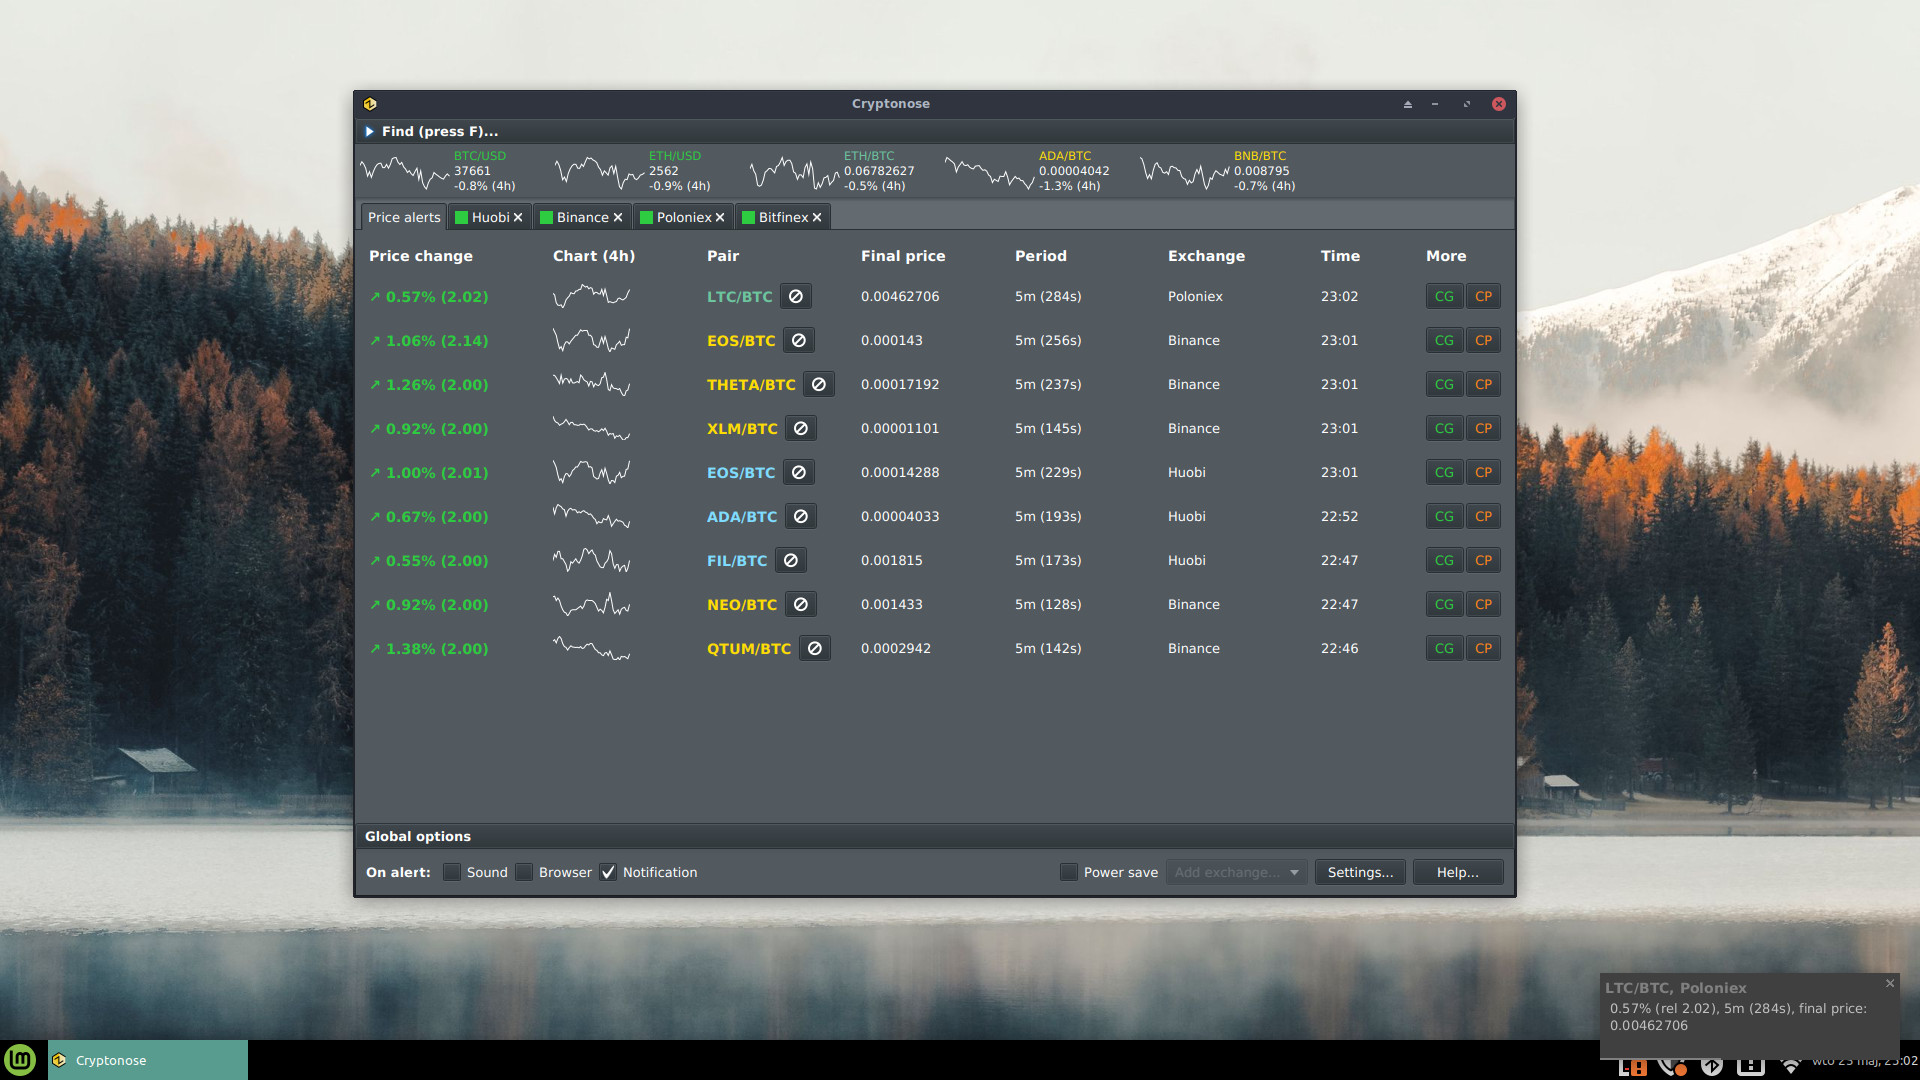 Cryptonose
Find (press F)...
BTC/USD
37661
-0.8% (4h)
ETH/USD
2562
-0.9% (4h)
ETH/BTC
0.06782627
-0.5% (4h)
ADA/BTC
0.00004042
-1.3% (4h)
BNB/BTC
0.008795
-0.7% (4h)
Price alerts Huobi Binance Poloniex Bitfinex
Price change Chart (4h) Pair Final price Period Exchange Time More
0.57% (2.02) LTC/BTC 0.00462706 5m (284s) Poloniex 23:02 CG CP
1.06% (2.14) EOS/BTC 0.000143 5m (256s) Binance 23:01 CG CP
1.26% (2.00) THETA/BTC 0.00017192 5m (237s) Binance 23:01 CG CP
0.92% (2.00) XLM/BTC 0.00001101 5m (145s) Binance 23:01 CG CP
1.00% (2.01) EOS/BTC 0.00014288 5m (229s) Huobi 23:01 CG CP
0.67% (2.00) ADA/BTC 0.00004033 5m (193s) Huobi 22:52 CG CP
0.55% (2.00) FIL/BTC 0.001815 5m (173s) Huobi 22:47 CG CP
0.92% (2.00) NEO/BTC 0.001433 5m (128s) Binance 22:47 CG CP
1.38% (2.00) QTUM/BTC 0.0002942 5m (142s) Binance 22:46 CG CP
Global options
On alert: Sound Browser Notification Power save Add exchange... Settings... Help...
LTC/BTC, Poloniex
0.57% (rel 2.02), 5m (284s), final price:
0.00462706
Cryptonose